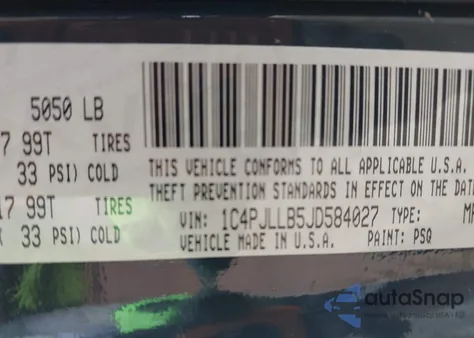 5050 LB
7 99T TIRES
33 PSI) COLD
17 99T TIRES
( 33 PSI) COLD
THIS VEHICLE CONFORMS TO ALL APPLICABLE U.S.A.
THEFT PREVENTION STANDARDS IN EFFECT ON THE DAT
VIN: 1C4PJLLB5JD584027 TYPE:
VEHICLE MADE IN U.S.A. PAINT: PSQ
autoSnap